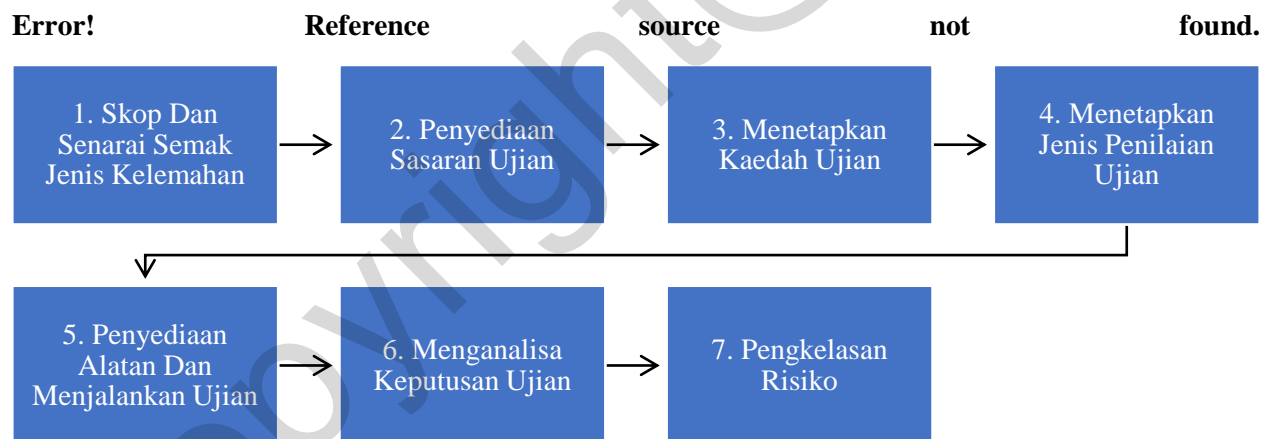 Error! Reference source not found.
1. Skop Dan
Senarai Semak
Jenis Kelemahan
2. Penyediaan
Sasaran Ujian
3. Menetapkan
Kaedah Ujian
4. Menetapkan
Jenis Penilaian
Ujian
5. Penyediaan
Alatan Dan
Menjalankan Ujian
6. Menganalisa
Keputusan Ujian
7. Pengkelasan
Risiko